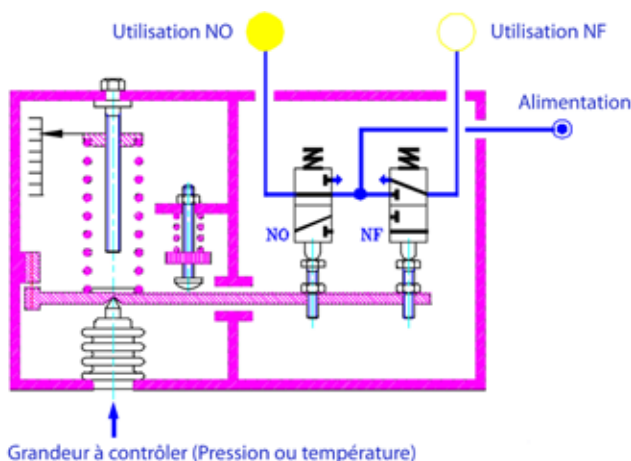 Utilisation NO
Utilisation NF
Alimentation
NO
NF
Grandeur à contrôler (Pression ou température)